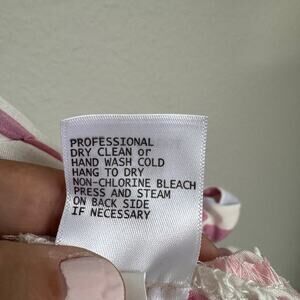 PROFESSIONAL
DRY CLEAN or
HAND WASH COLD
HANG TO DRY
NON-CHLORINE BLEACH
PRESS AND STEAM
ON BACK SIDE
IF NECESSARY